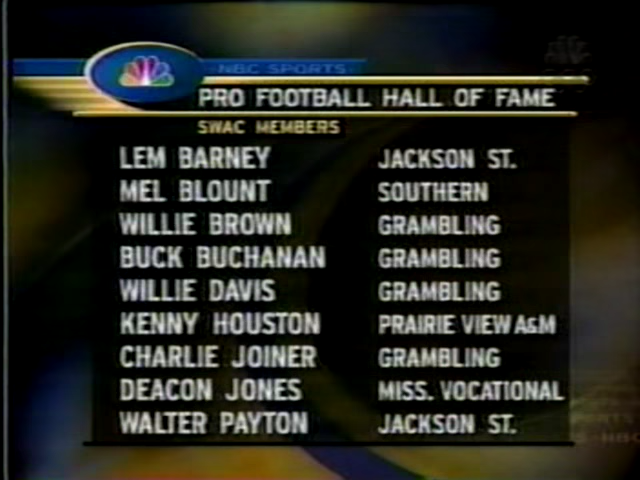 NBC SPORTS
PRO FOOTBALL HALL OF FAME
SWAC MEMBERS
LEM BARNEY JACKSON ST.
MEL BLOUNT SOUTHERN
WILLIE BROWN GRAMBLING
BUCK BUCHANAN GRAMBLING
WILLIE DAVIS GRAMBLING
KENNY HOUSTON PRAIRIE VIEW A&M
CHARLIE JOINER GRAMBLING
DEACON JONES MISS. VOCATIONAL
WALTER PAYTON JACKSON ST.